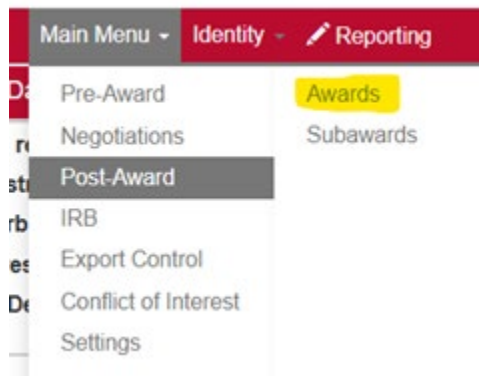 Main Menu Identity Reporting
Pre-Award Awards
Negotiations Subawards
Post-Award
IRB
Export Control
Conflict of Interest
Settings